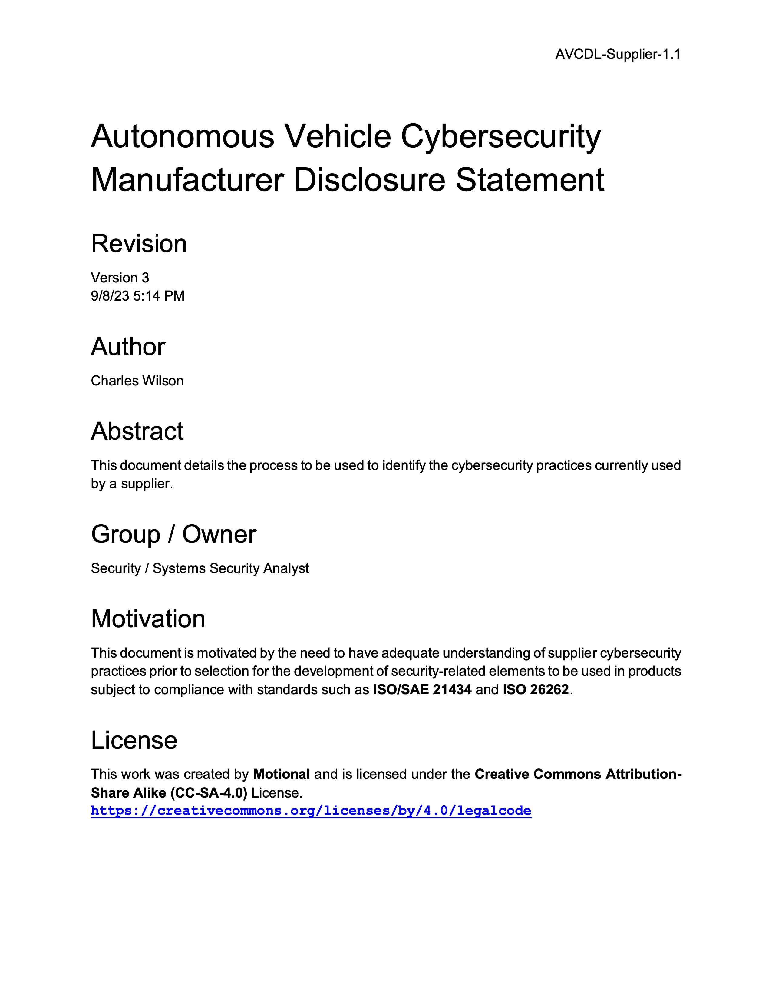 AVCDL-Supplier-1.1
Autonomous Vehicle Cybersecurity
Manufacturer Disclosure Statement
Revision
Version 3
9/8/23 5:14 PM
Author
Charles Wilson
Abstract
This document details the process to be used to identify the cybersecurity practices currently used
by a supplier.
Group / Owner
Security / Systems Security Analyst
Motivation
This document is motivated by the need to have adequate understanding of supplier cybersecurity
practices prior to selection for the development of security-related elements to be used in products
subject to compliance with standards such as ISO/SAE 21434 and ISO 26262.
License
This work was created by Motional and is licensed under the Creative Commons Attribution-
Share Alike (CC-SA-4.0) License.
https://creativecommons.org/licenses/by/4.0/legalcode